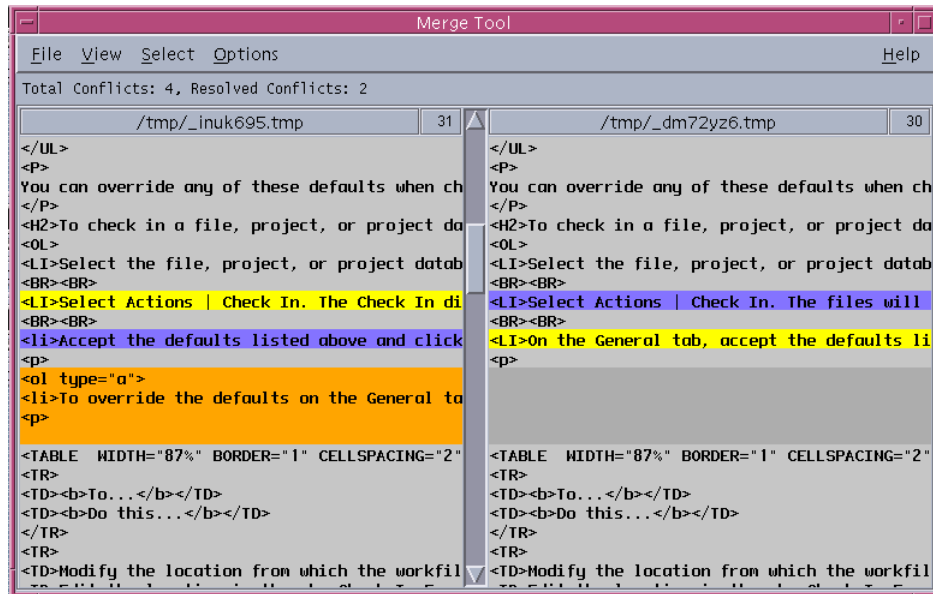 Merge Tool
File View Select Options Help
Total Conflicts: 4, Resolved Conflicts: 2
/tmp/_inuk695.tmp 31
</UL>
<P>
You can override any of these defaults when ch
</P>
<H2>To check in a file, project, or project da
<OL>
<LI>Select the file, project, or project datab
<BR><BR>
<LI>Select Actions | Check In. The Check In di
<BR><BR>
<li>Accept the defaults listed above and click
<p>
<ol type="a">
<li>To override the defaults on the General ta
<p>
<TABLE  WIDTH="87%" BORDER="1" CELLSPACING="2"
<TR>
<TD><b>To...</b></TD>
<TD><b>Do this...</b></TD>
</TR>
<TR>
<TD>Modify the location from which the workfil
/tmp/_dm72yz6.tmp 30
</UL>
<P>
You can override any of these defaults when ch
</P>
<H2>To check in a file, project, or project da
<OL>
<LI>Select the file, project, or project datab
<BR><BR>
<LI>Select Actions | Check In. The files will
<BR><BR>
<LI>On the General tab, accept the defaults li
<p>
<TABLE  WIDTH="87%" BORDER="1" CELLSPACING="2"
<TR>
<TD><b>To...</b></TD>
<TD><b>Do this...</b></TD>
</TR>
<TR>
<TD>Modify the location from which the workfil